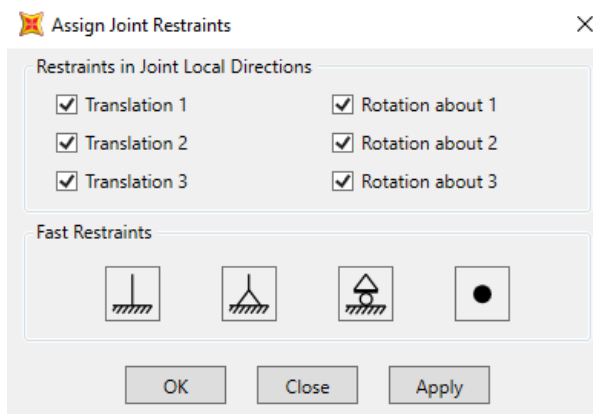 Assign Joint Restraints
Restraints in Joint Local Directions
Translation 1 Rotation about 1
Translation 2 Rotation about 2
Translation 3 Rotation about 3
Fast Restraints
OK Close Apply